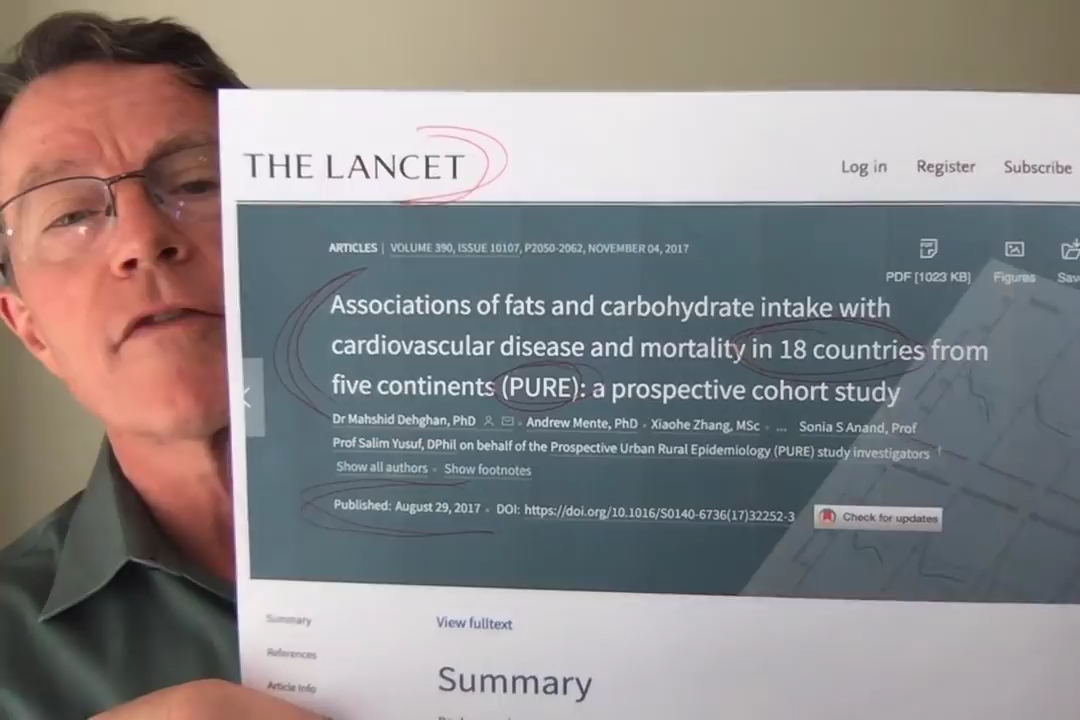 THE LANCET
Log in Register Subscribe
ARTICLES | VOLUME 390, ISSUE 10107, P2050-2062, NOVEMBER 04, 2017
PDF [1023 KB] Figures Sav
Associations of fats and carbohydrate intake with
cardiovascular disease and mortality in 18 countries from
five continents (PURE): a prospective cohort study
Dr Mahshid Dehghan, PhD • Andrew Mente, PhD • Xiaohe Zhang, MSc • ... Sonia S Anand, Prof
Prof Salim Yusuf, DPhil on behalf of the Prospective Urban Rural Epidemiology (PURE) study investigators †
Show all authors • Show footnotes
Published: August 29, 2017 • DOI: https://doi.org/10.1016/S0140-6736(17)32252-3 Check for updates
Summary
View fulltext
References
Article Info
Summary